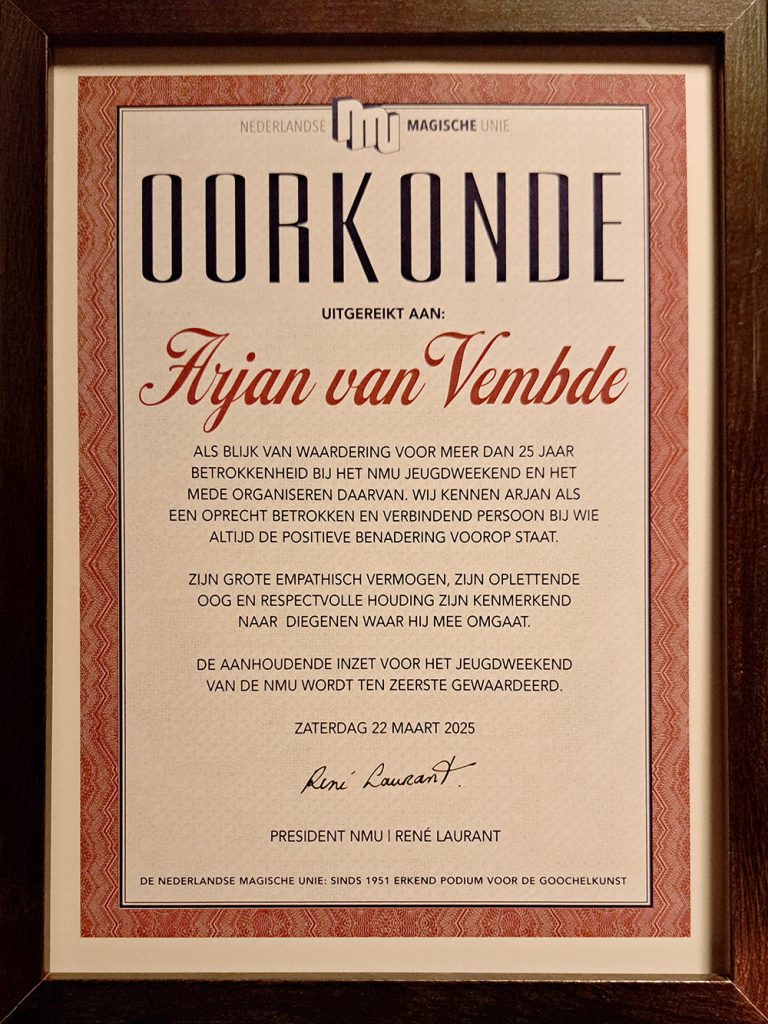 NEDERLANDSE nmu MAGISCHE UNIE
OORKONDE
UITGEREIKT AAN:
Arjan van Vembde
ALS BLIJK VAN WAARDERING VOOR MEER DAN 25 JAAR
BETROKKENHEID BIJ HET NMU JEUGDWEEKEND EN HET
MEDE ORGANISEREN DAARVAN. WIJ KENNEN ARJAN ALS
EEN OPRECHT BETROKKEN EN VERBINDEND PERSOON BIJ WIE
ALTIJD DE POSITIEVE BENADERING VOOROP STAAT.
ZIJN GROTE EMPATHISCH VERMOGEN, ZIJN OPLETTENDE
OOG EN RESPECTVOLLE HOUDING ZIJN KENMERKEND
NAAR DIEGENEN WAAR HIJ MEE OMGAAT.
DE AANHOUDENDE INZET VOOR HET JEUGDWEEKEND
VAN DE NMU WORDT TEN ZEERSTE GEWAARDEERD.
ZATERDAG 22 MAART 2025
René Laurant.
PRESIDENT NMU | RENÉ LAURANT
DE NEDERLANDSE MAGISCHE UNIE: SINDS 1951 ERKEND PODIUM VOOR DE GOOCHELKUNST